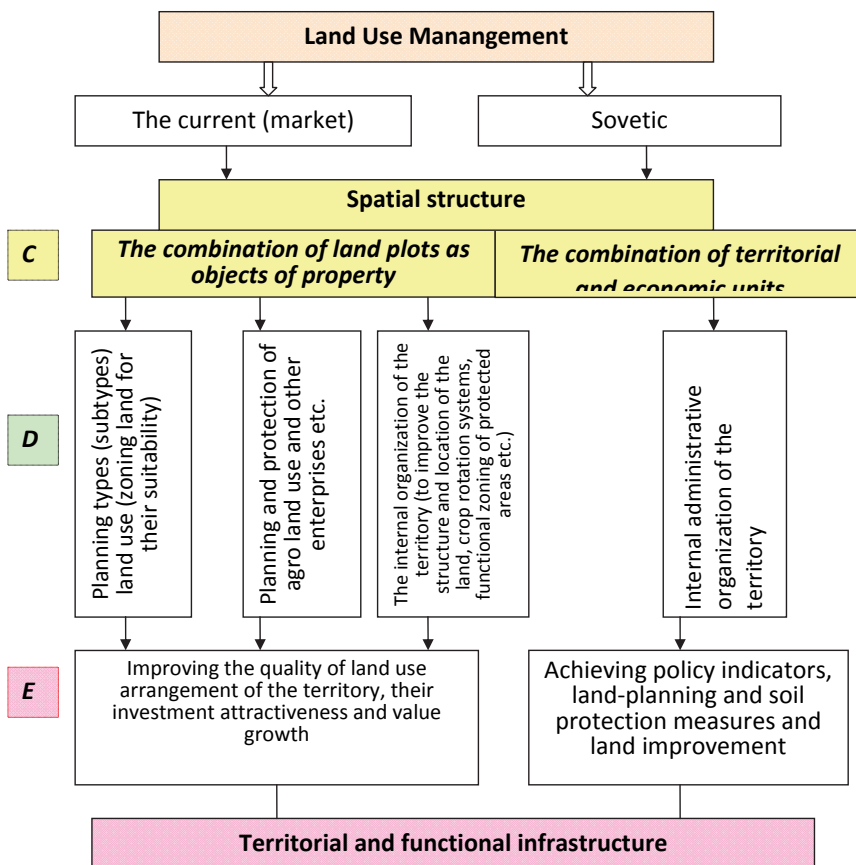 Land Use Manangement
The current (market)
Sovetic
Spatial structure
C
The combination of land plots as
objects of property
The combination of territorial
and economic units
D
Planning types (subtypes)
land use (zoning land for
their suitability)
Planning and protection of
agro land use and other
enterprises etc.
The internal organization of the
territory (to improve the
structure and location of the
land, crop rotation systems,
functional zoning of protected
areas etc.)
Internal administrative
organization of the
territory
E
Improving the quality of land use
arrangement of the territory, their
investment attractiveness and value
growth
Achieving policy indicators,
land-planning and soil
protection measures and
land improvement
Territorial and functional infrastructure